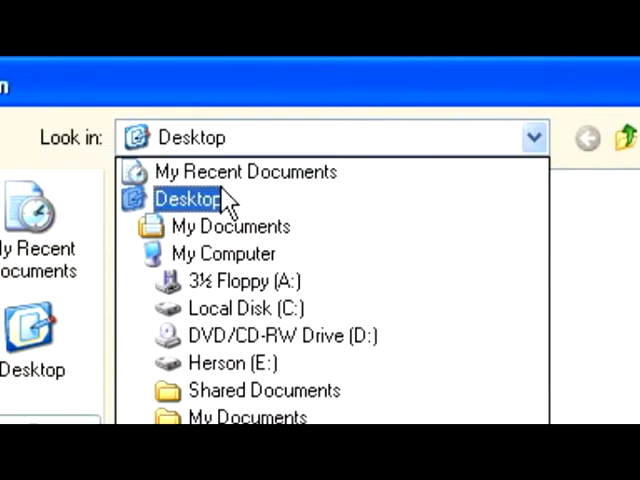 n
Look in:
Desktop
My Recent Documents
Desktop
My Documents
My Computer
3½ Floppy (A:)
Local Disk (C:)
DVD/CD-RW Drive (D:)
Herson (E:)
Shared Documents
My Documents
y Recent
ocuments
Desktop